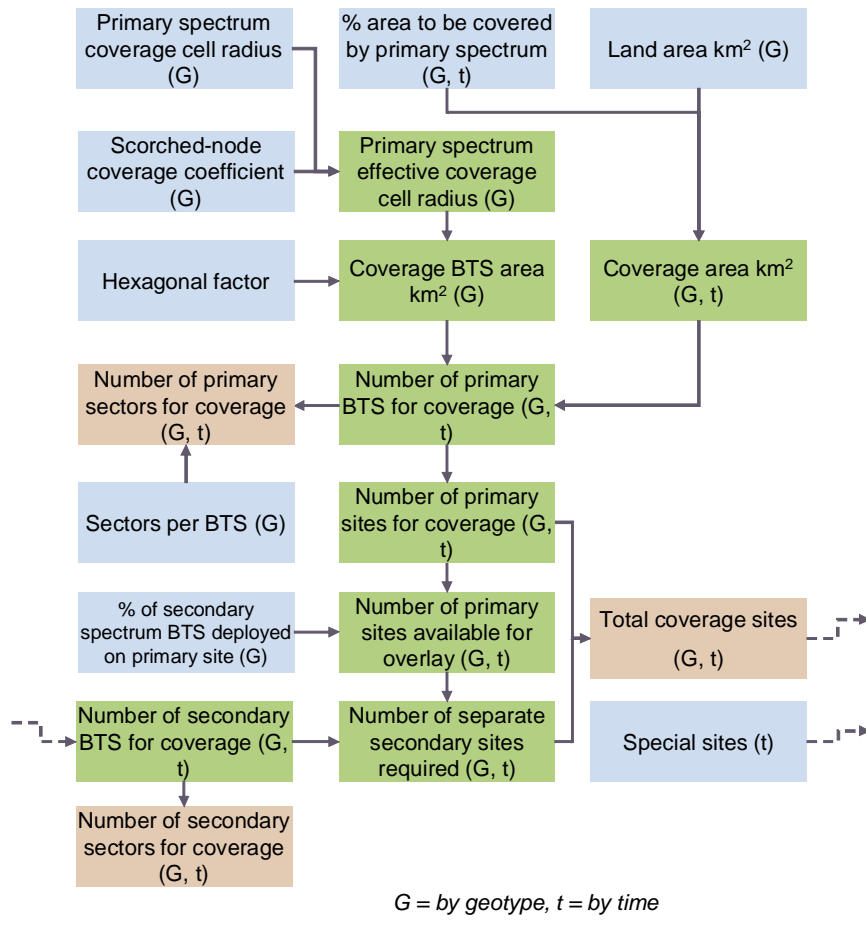 Primary spectrum
coverage cell radius
(G)
% area to be covered
by primary spectrum
(G, t)
Land area km² (G)
Scorched-node
coverage coefficient
(G)
Primary spectrum
effective coverage
cell radius (G)
Hexagonal factor
Coverage BTS area
km² (G)
Coverage area km²
(G, t)
Number of primary
sectors for coverage
(G, t)
Number of primary
BTS for coverage (G,
t)
Sectors per BTS (G)
Number of primary
sites for coverage (G,
t)
% of secondary
spectrum BTS deployed
on primary site (G)
Number of primary
sites available for
overlay (G, t)
Total coverage sites
(G, t)
Number of secondary
BTS for coverage (G,
t)
Number of separate
secondary sites
required (G, t)
Special sites (t)
Number of secondary
sectors for coverage
(G, t)
G = by geotype, t = by time